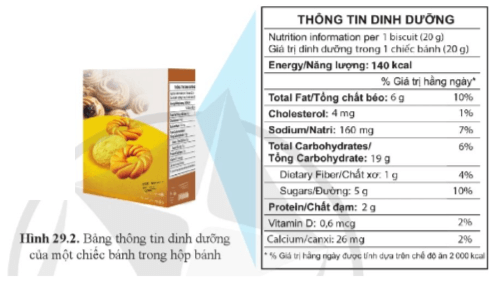 Hình 29.2. Bảng thông tin dinh dưỡng
của một chiếc bánh trong hộp bánh
THÔNG TIN DINH DƯỠNG
Nutrition information per 1 biscuit (20 g)
Giá trị dinh dưỡng trong 1 chiếc bánh (20 g)
Energy/Năng lượng: 140 kcal
% Giá trị hằng ngày*
Total Fat/Tổng chất béo: 6 g 10%
Cholesterol: 4 mg 1%
Sodium/Natri: 160 mg 7%
Total Carbohydrates/ 6%
Tổng Carbohydrate: 19 g
Dietary Fiber/Chất xơ: 1 g 4%
Sugars/Đường: 5 g 10%
Protein/Chất đạm: 2 g
Vitamin D: 0,6 mcg 2%
Calcium/canxi: 26 mg 2%
* % Giá trị hằng ngày được tính dựa trên chế độ ăn 2 000 kcal